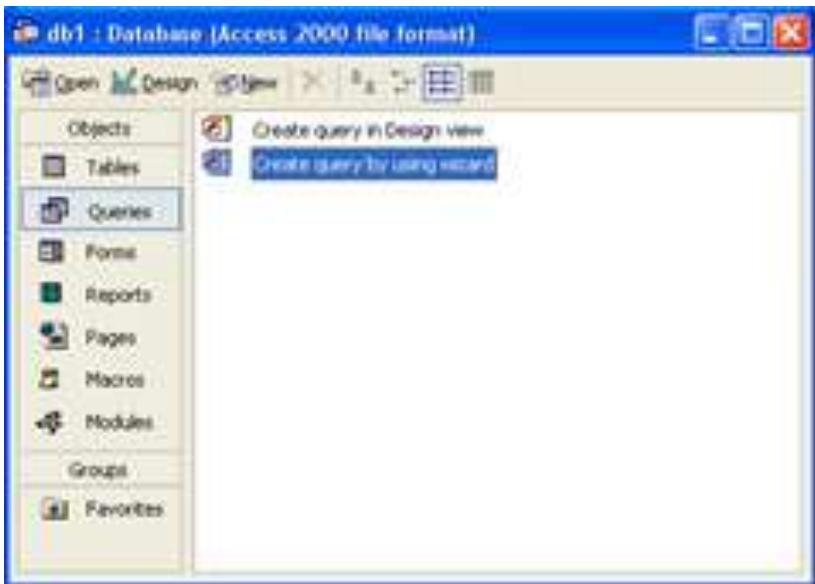 db1 : Database (Access 2000 file format)
Open Design New
Objects
Tables
Queries
Forms
Reports
Pages
Macros
Modules
Groups
Favorites
Create query in Design view
Create query by using wizard